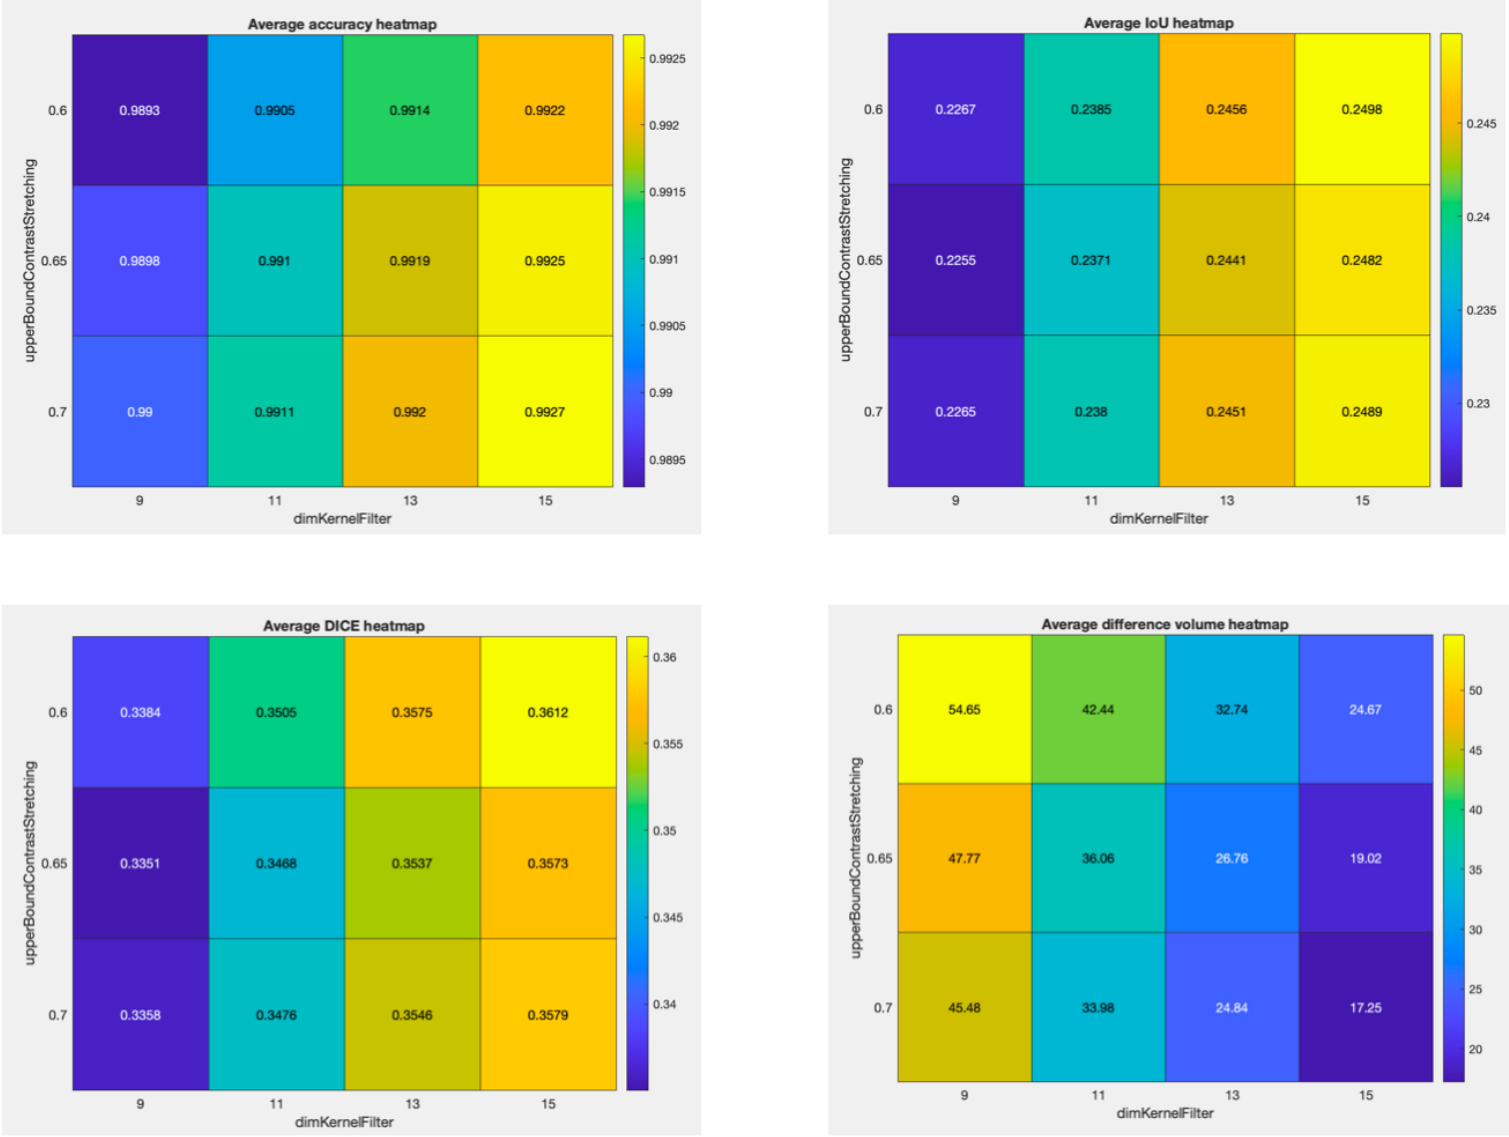 Average accuracy heatmap
upperBoundContrastStretching
0.6 0.9893 0.9905 0.9914 0.9922
0.65 0.9898 0.991 0.9919 0.9925
0.7 0.99 0.9911 0.992 0.9927
9 11 13 15
dimKernelFilter
0.9925
0.992
0.9915
0.991
0.9905
0.99
0.9895
Average IoU heatmap
upperBoundContrastStretching
0.6 0.2267 0.2385 0.2456 0.2498
0.65 0.2255 0.2371 0.2441 0.2482
0.7 0.2265 0.238 0.2451 0.2489
9 11 13 15
dimKernelFilter
0.245
0.24
0.235
0.23
Average DICE heatmap
upperBoundContrastStretching
0.6 0.3384 0.3505 0.3575 0.3612
0.65 0.3351 0.3468 0.3537 0.3573
0.7 0.3358 0.3476 0.3546 0.3579
9 11 13 15
dimKernelFilter
0.36
0.355
0.35
0.345
0.34
Average difference volume heatmap
upperBoundContrastStretching
0.6 54.65 42.44 32.74 24.67
0.65 47.77 36.06 26.76 19.02
0.7 45.48 33.98 24.84 17.25
9 11 13 15
dimKernelFilter
50
45
40
35
30
25
20